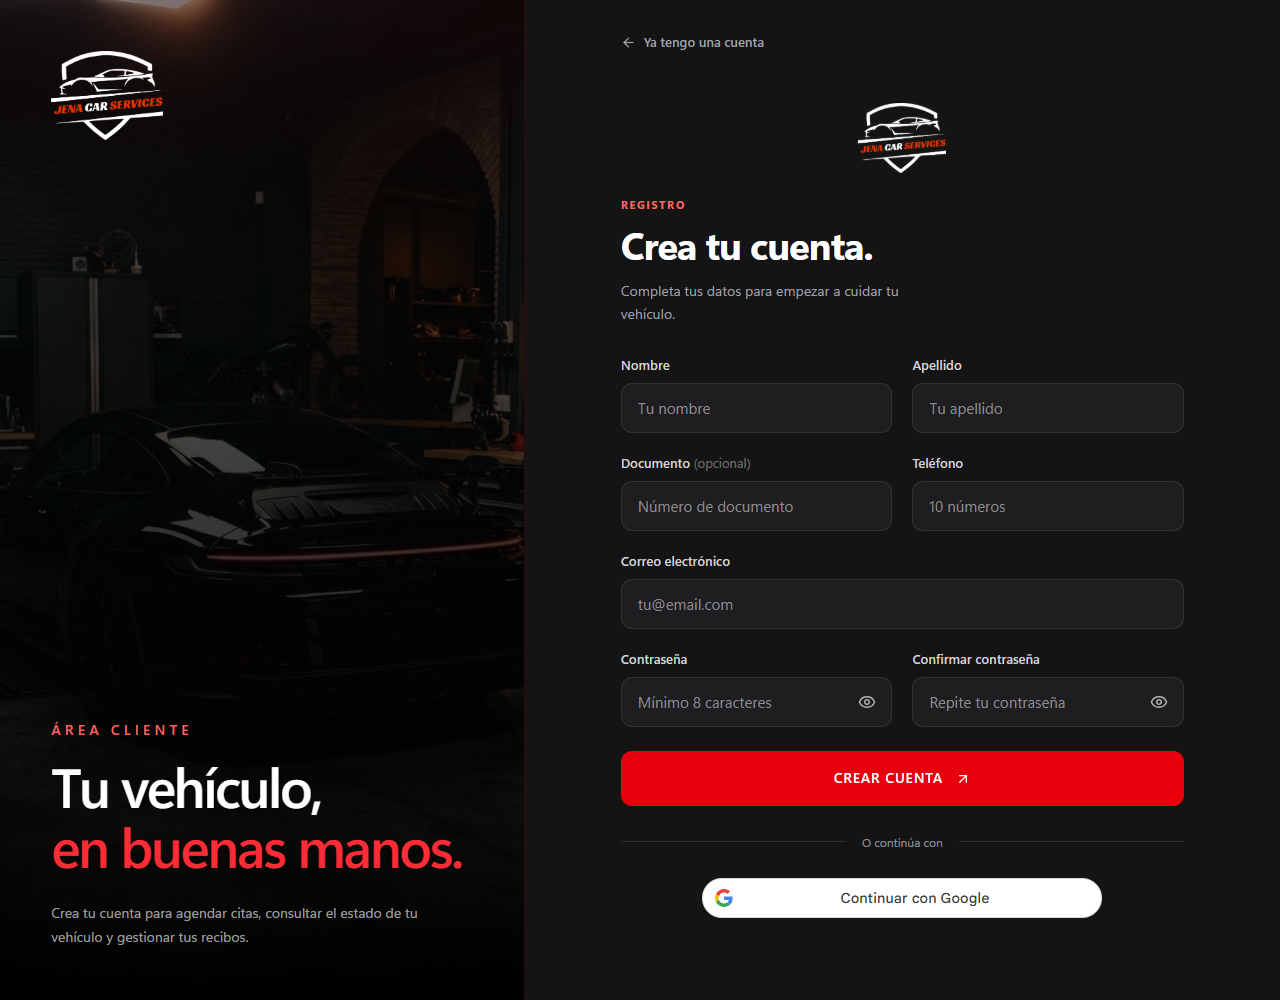 JENA CAR SERVICES
ÁREA CLIENTE
Tu vehículo,
en buenas manos.
Crea tu cuenta para agendar citas, consultar el estado de tu
vehículo y gestionar tus recibos.
← Ya tengo una cuenta
JENA CAR SERVICES
REGISTRO
Crea tu cuenta.
Completa tus datos para empezar a cuidar tu
vehículo.
Nombre
Tu nombre
Apellido
Tu apellido
Documento (opcional)
Número de documento
Teléfono
10 números
Correo electrónico
tu@email.com
Contraseña
Mínimo 8 caracteres
Confirmar contraseña
Repite tu contraseña
CREAR CUENTA
O continúa con
Continuar con Google